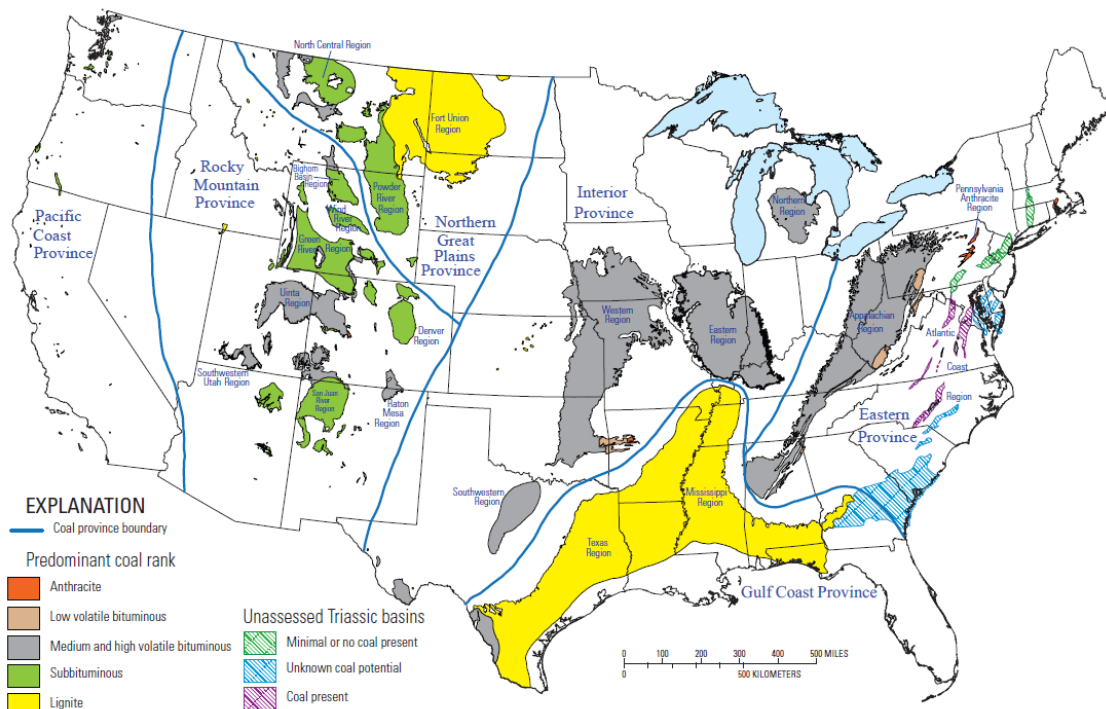 North Central Region
Fort Union
Region
Rocky
Mountain
Province
Bighorn
Basin
Region
Powder
River
Region
Wind
River
Region
Pacific
Coast
Province
Green
River
Region
Northern
Great
Plains
Province
Interior
Province
Northern
Region
Pennsylvania
Anthracite
Region
Uinta
Region
Denver
Region
Western
Region
Eastern
Region
Appalachian
Region
Atlantic
Coast
Region
Southwestern
Utah Region
San Juan
River
Region
Raton
Mesa
Region
Eastern
Province
Southwestern
Region
Mississippi
Region
Texas
Region
Gulf Coast Province
EXPLANATION
Coal province boundary
Predominant coal rank
Anthracite
Low volatile bituminous
Medium and high volatile bituminous
Subbituminous
Lignite
Unassessed Triassic basins
Minimal or no coal present
Unknown coal potential
Coal present
0 100 200 300 400 500 MILES
0 500 KILOMETERS